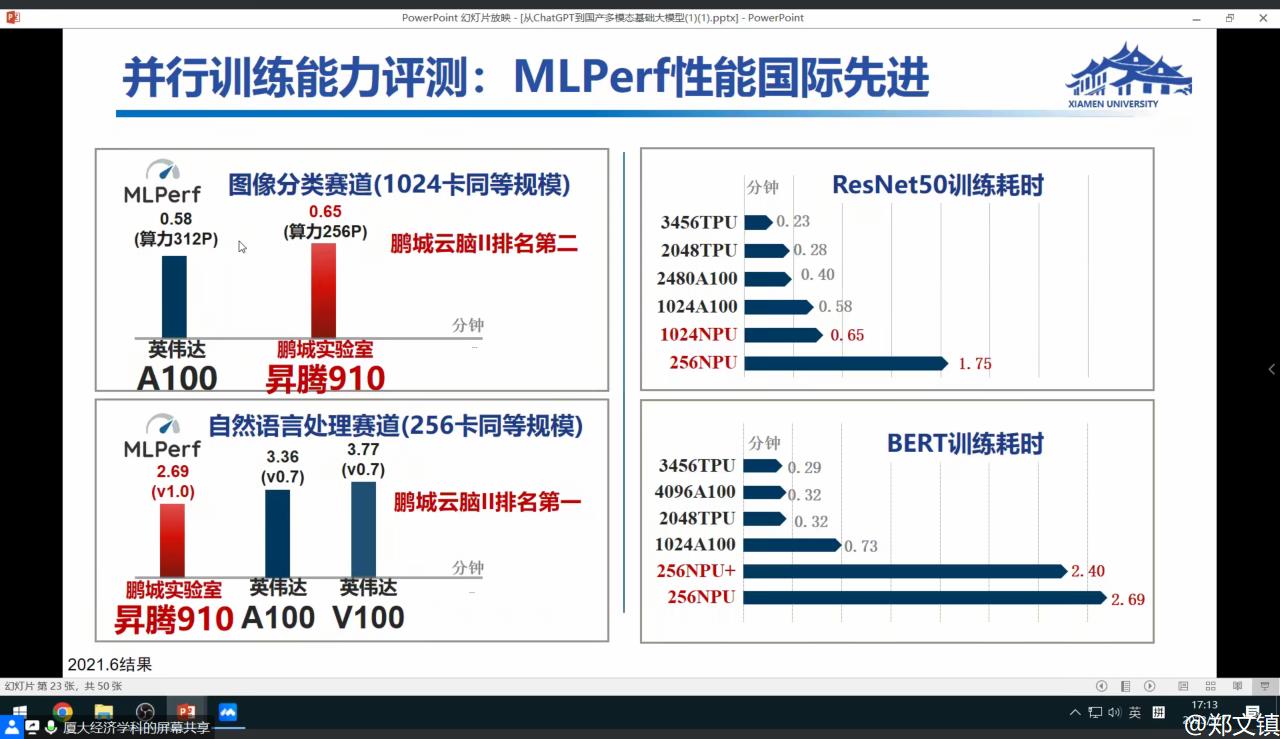 PowerPoint 幻灯片放映 - [从ChatGPT到国产多模态基础大模型(1)(1).pptx] - PowerPoint
并行训练能力评测：MLPerf性能国际先进
XIAMEN UNIVERSITY
MLPerf
图像分类赛道(1024卡同等规模)
0.58
(算力312P)
0.65
(算力256P)
鹏城云脑II排名第二
分钟
英伟达
A100
鹏城实验室
昇腾910
分钟
ResNet50训练耗时
3456TPU 0.23
2048TPU 0.28
2480A100 0.40
1024A100 0.58
1024NPU 0.65
256NPU 1.75
MLPerf
自然语言处理赛道(256卡同等规模)
2.69
(v1.0)
3.36
(v0.7)
3.77
(v0.7)
鹏城云脑II排名第一
分钟
鹏城实验室
昇腾910
英伟达
A100
英伟达
V100
分钟
BERT训练耗时
3456TPU 0.29
4096A100 0.32
2048TPU 0.32
1024A100 0.73
256NPU+ 2.40
256NPU 2.69
2021.6结果
幻灯片 第 23 张，共 50 张
英
拼
17:13
厦大经济学科的屏幕共享
@郑文镇